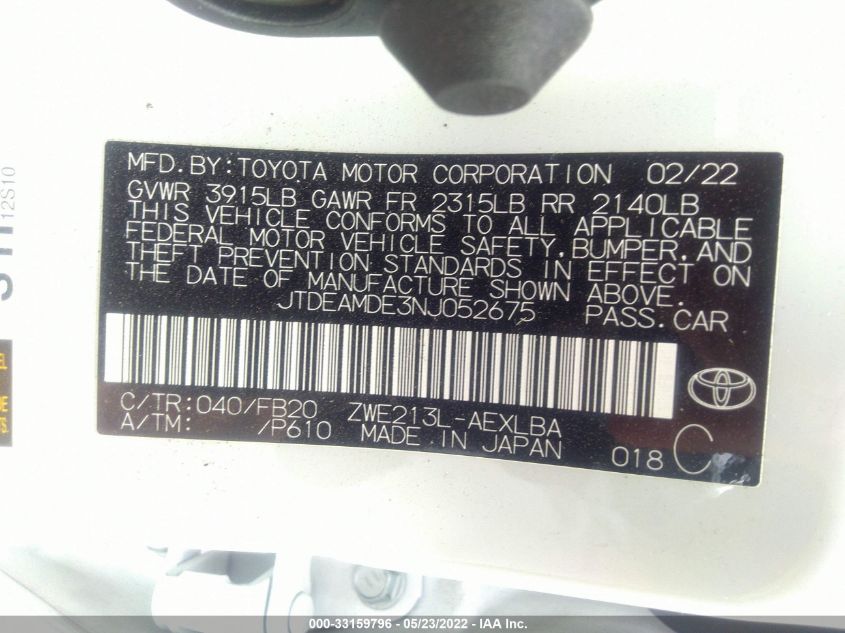 MFD.BY:TOYOTA MOTOR CORPORATION 02/22
GVWR 3915LB GAWR FR 2315LB RR 2140LB
THIS VEHICLE CONFORMS TO ALL APPLICABLE
FEDERAL MOTOR VEHICLE SAFETY,BUMPER,AND
THEFT PREVENTION STANDARDS IN EFFECT ON
THE DATE OF MANUFACTURE SHOWN ABOVE.
JTDEAMDE3NJ052675 PASS.CAR
C/TR:040/FB20 ZWE213L-AEXLBA
A/TM: /P610 MADE IN JAPAN 018 C
12S10
000-33159796 - 05/23/2022 - IAA Inc.